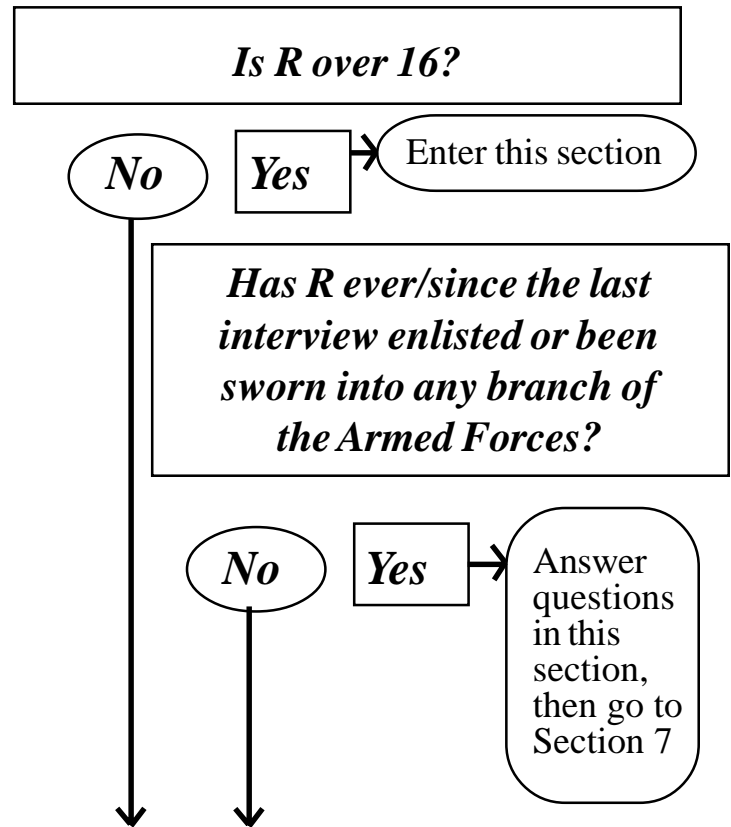 Is R over 16?
No
Yes
Enter this section
Has R ever/since the last
interview enlisted or been
sworn into any branch of
the Armed Forces?
No
Yes
Answer
questions
in this
section,
then go to
Section 7